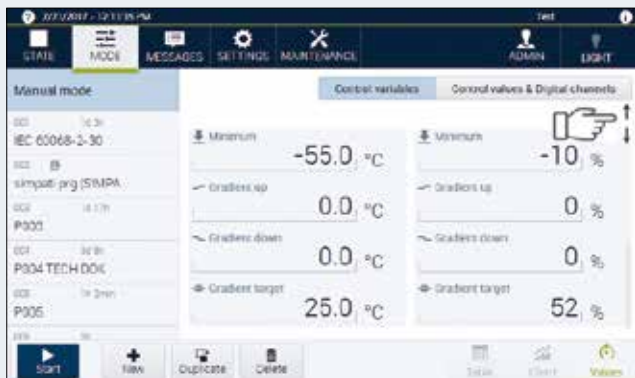 Test
STATE
MODE
MESSAGES
SETTINGS
MAINTENANCE
ADMIN
LIGHT
Manual mode
Control variables
Control values & Digital channels
IEC 60068-2-30
simpati prg (SIMPA
P003
P004 TECH DOK
P005
Minimum
-55.0 °C
Gradient up
0.0 °C
Gradient down
0.0 °C
Gradient target
25.0 °C
Minimum
-10 %
Gradient up
0 %
Gradient down
0 %
Gradient target
52 %
Start
New
Duplicate
Delete
Table
Chart
Values